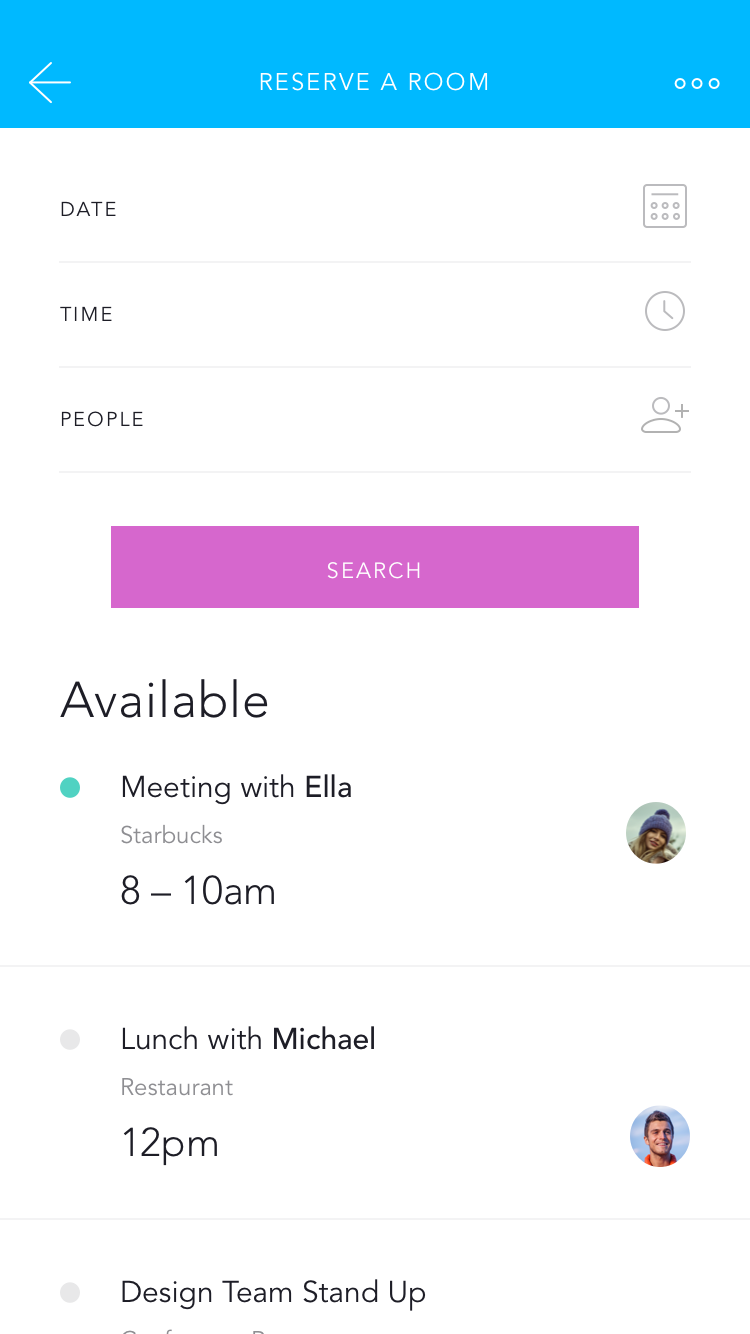 RESERVE A ROOM
DATE
TIME
PEOPLE
SEARCH
Available
Meeting with Ella
Starbucks
8 – 10am
Lunch with Michael
Restaurant
12pm
Design Team Stand Up